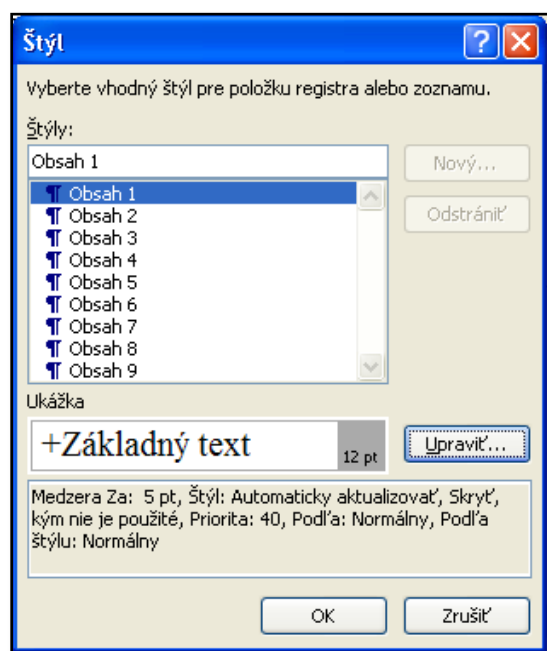 Štýl
Vyberte vhodný štýl pre položku registra alebo zoznamu.
Štýly:
Obsah 1
Nový...
¶ Obsah 1
¶ Obsah 2
Odstrániť
¶ Obsah 3
¶ Obsah 4
¶ Obsah 5
¶ Obsah 6
¶ Obsah 7
¶ Obsah 8
¶ Obsah 9
Ukážka
+Základný text
12 pt
Upraviť...
Medzera Za: 5 pt, Štýl: Automaticky aktualizovať, Skryť,
kým nie je použité, Priorita: 40, Podľa: Normálny, Podľa
štýlu: Normálny
OK
Zrušiť